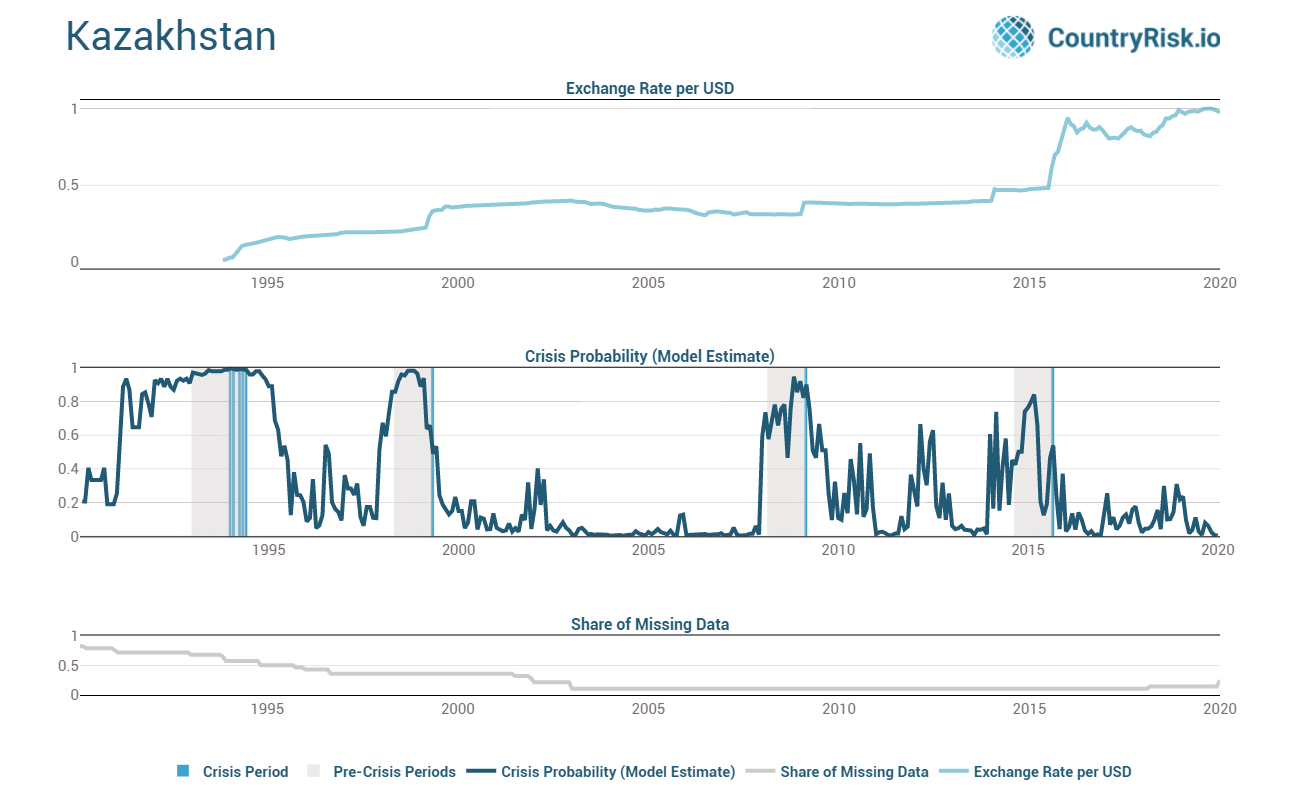 Kazakhstan
CountryRisk.io
Exchange Rate per USD
1
0.5
0
1995 2000 2005 2010 2015 2020
Crisis Probability (Model Estimate)
1
0.8
0.6
0.4
0.2
0
1995 2000 2005 2010 2015 2020
Share of Missing Data
1
0.5
0
1995 2000 2005 2010 2015 2020
Crisis Period Pre-Crisis Periods Crisis Probability (Model Estimate) Share of Missing Data Exchange Rate per USD